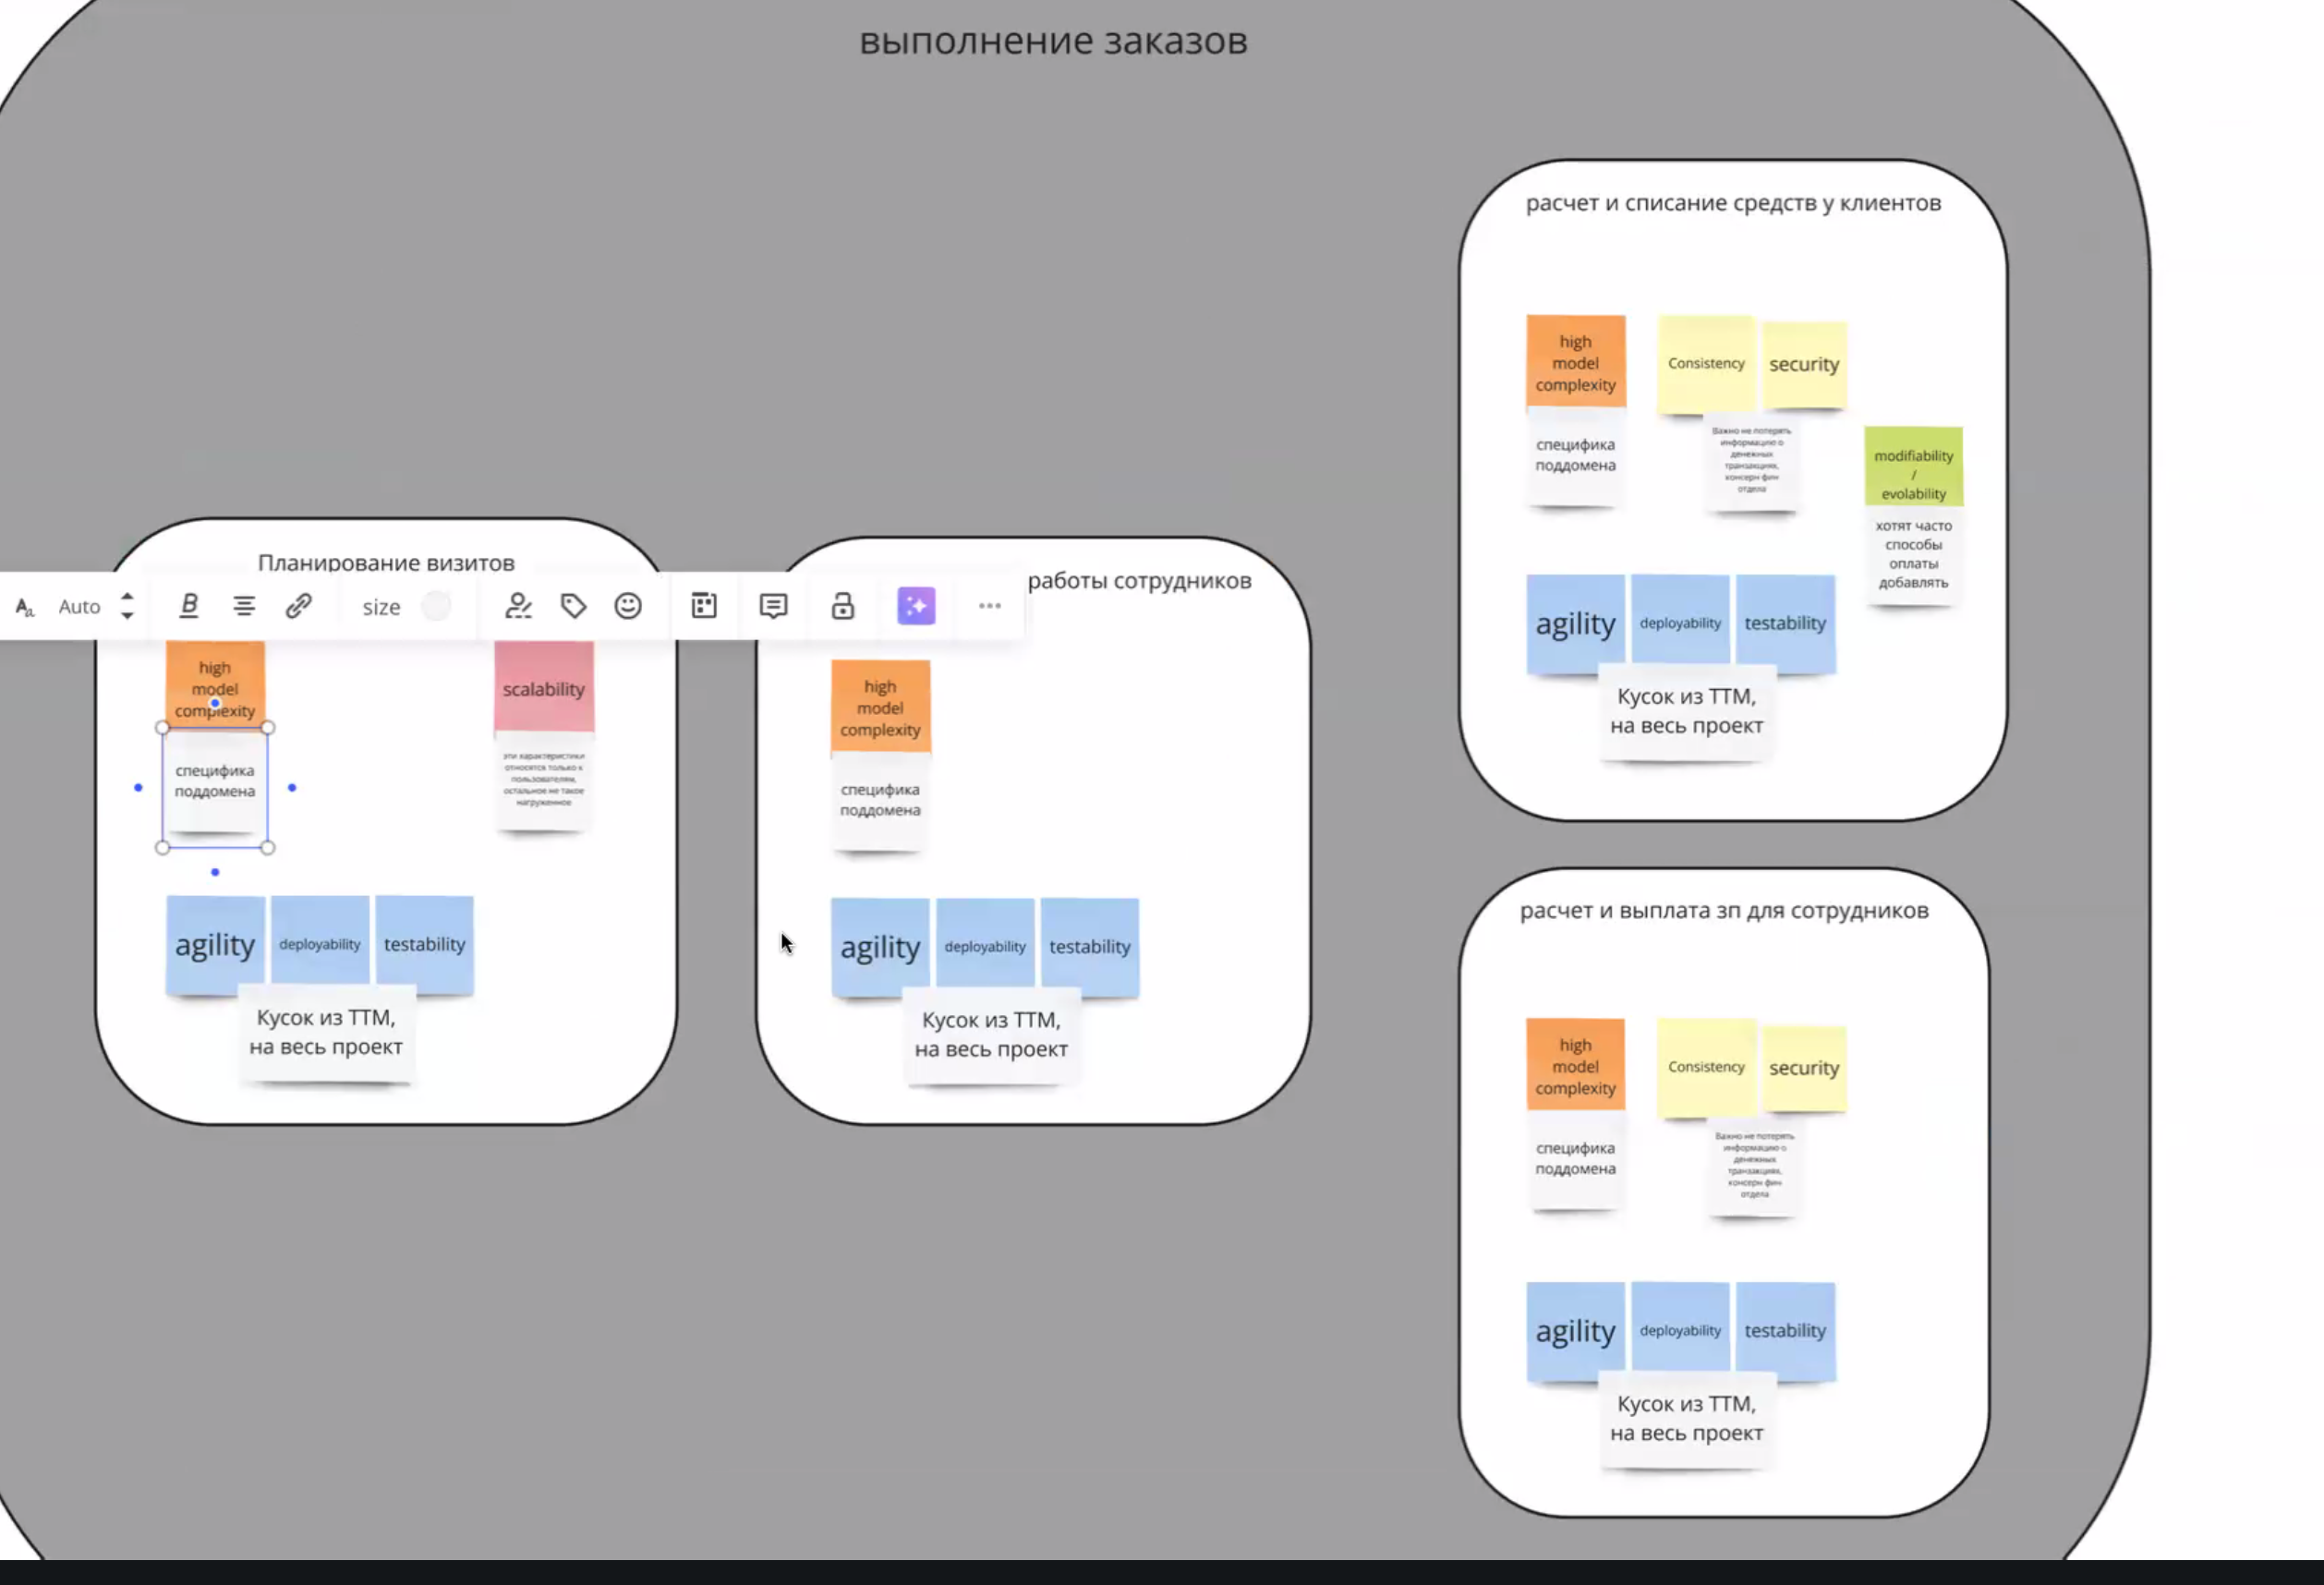 выполнение заказов
расчет и списание средств у клиентов
high
model
complexity
Consistency
security
специфика
поддомена
Важно не потерять
информацию о
денежных
транзакциях,
консерн фин
отдела
modifiability
/
evolability
хотят часто
способы
оплаты
добавлять
agility
deployability
testability
Кусок из ТТМ,
на весь проект
Планирование визитов
Auto
B
size
high
model
complexity
специфика
поддомена
scalability
эти характеристики
относятся только к
пользователям,
остальное не такое
нагруженное
agility
deployability
testability
Кусок из ТТМ,
на весь проект
работы сотрудников
high
model
complexity
специфика
поддомена
agility
deployability
testability
Кусок из ТТМ,
на весь проект
расчет и выплата зп для сотрудников
high
model
complexity
Consistency
security
специфика
поддомена
Важно не потерять
информацию о
денежных
транзакциях,
консерн фин
отдела
agility
deployability
testability
Кусок из ТТМ,
на весь проект